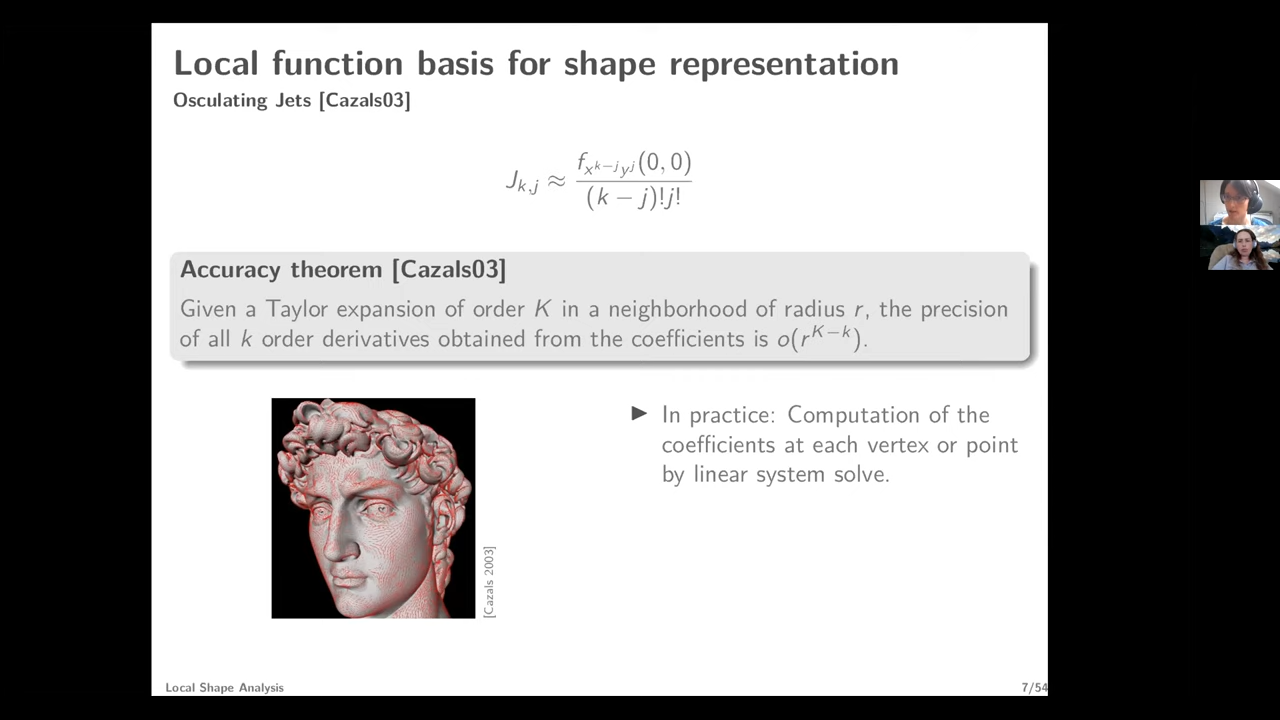 Local function basis for shape representation
Osculating Jets [Cazals03]
J_{k,j} ≈ \frac{f_{x^{k-j}y^j}(0,0)}{(k-j)!j!}
Accuracy theorem [Cazals03]
Given a Taylor expansion of order K in a neighborhood of radius r, the precision
of all k order derivatives obtained from the coefficients is o(r^{K-k}).
► In practice: Computation of the
coefficients at each vertex or point
by linear system solve.
[Cazals 2003]
Local Shape Analysis
7/54